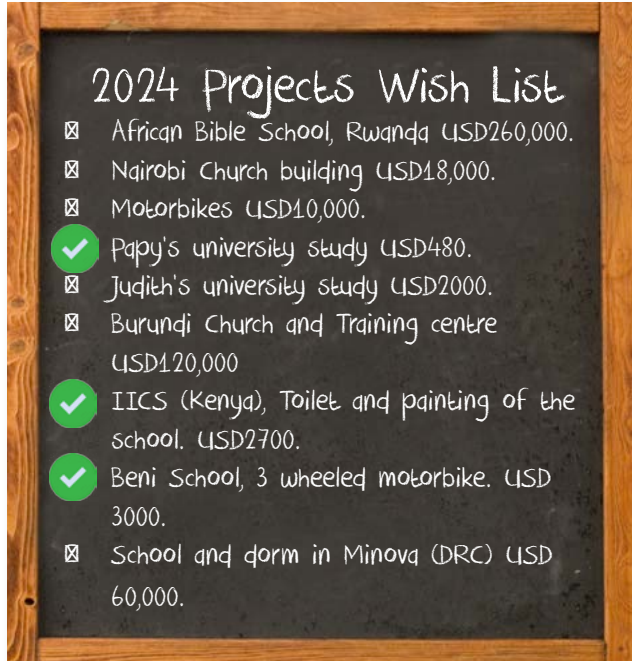 2024 Projects Wish List
African Bible School, Rwanda USD260,000.
Nairobi Church building USD18,000.
Motorbikes USD10,000.
Papy's university study USD480.
Judith's university study USD2000.
Burundi Church and Training centre
USD120,000
IICS (Kenya), Toilet and painting of the
school. USD2700.
Beni School, 3 wheeled motorbike. USD
3000.
School and dorm in Minova (DRC) USD
60,000.